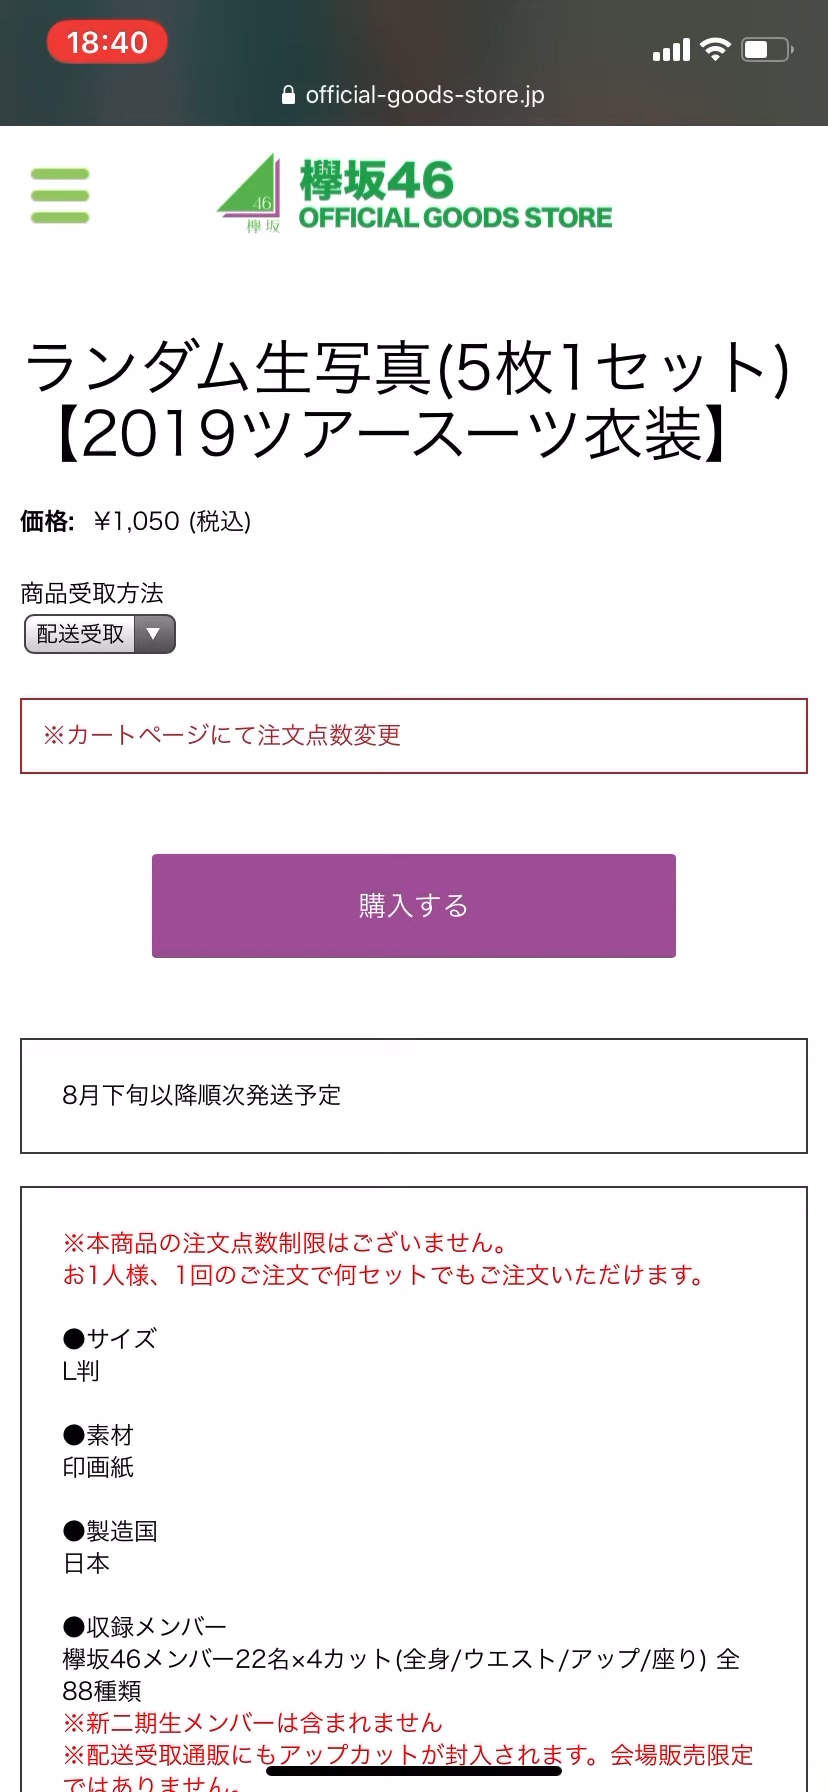 18:40
official-goods-store.jp
46
欅坂
欅坂46
OFFICIAL GOODS STORE
ランダム生写真(5枚1セット)
【2019ツアースーツ衣装】
価格: ¥1,050 (税込)
商品受取方法
配送受取 ▼
※カートページにて注文点数変更
購入する
8月下旬以降順次発送予定
※本商品の注文点数制限はございません。
お1人様、1回のご注文で何セットでもご注文いただけます。
●サイズ
L判
●素材
印画紙
●製造国
日本
●収録メンバー
欅坂46メンバー22名×4カット(全身/ウエスト/アップ/座り) 全
88種類
※新二期生メンバーは含まれません
※配送受取通販にもアップカットが封入されます。会場販売限定
ではありません。